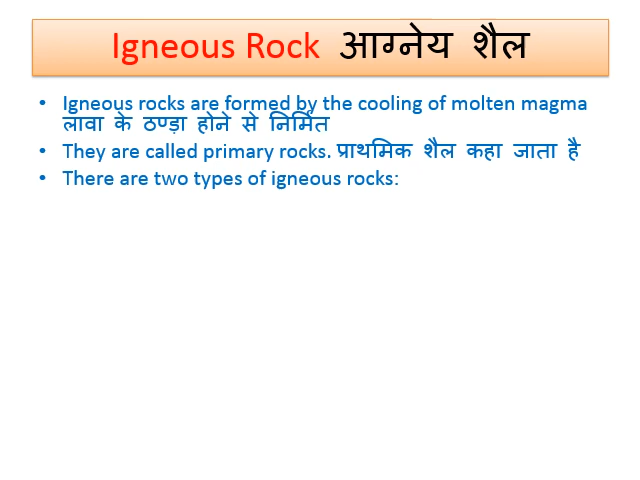 Igneous Rock आग्नेय शैल
• Igneous rocks are formed by the cooling of molten magma
लावा के ठण्ड़ा होने से निर्मित
• They are called primary rocks. प्राथमिक शैल कहा जाता है
• There are two types of igneous rocks: